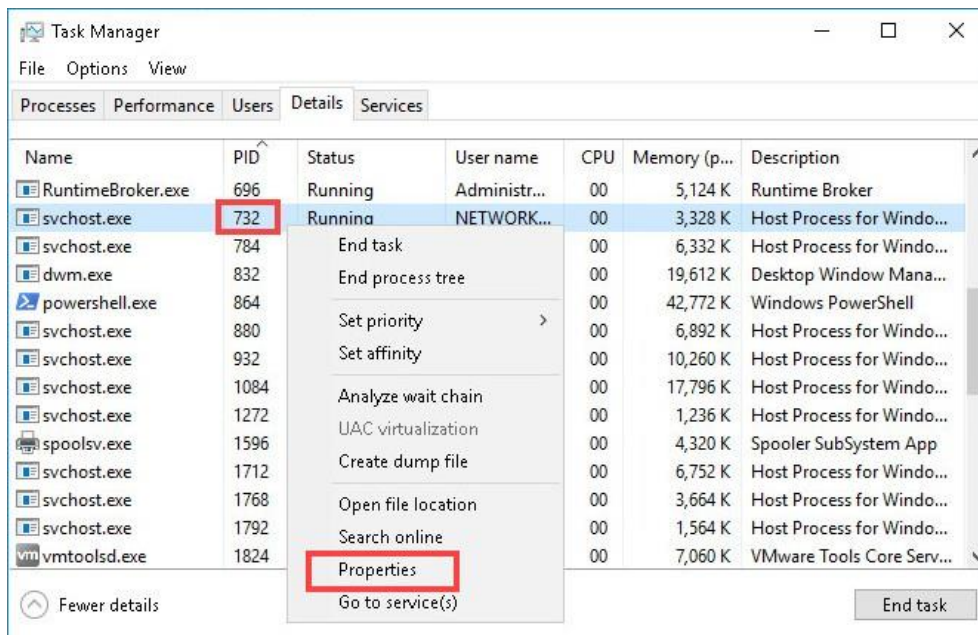 Task Manager
File Options View
Processes Performance Users Details Services
Name PID Status User name CPU Memory (p... Description
RuntimeBroker.exe 696 Running Administr... 00 5,124 K Runtime Broker
svchost.exe 732 Running NETWORK... 00 3,328 K Host Process for Windo...
svchost.exe 784 00 6,332 K Host Process for Windo...
dwm.exe 832 00 19,612 K Desktop Window Mana...
powershell.exe 864 00 42,772 K Windows PowerShell
svchost.exe 880 00 6,892 K Host Process for Windo...
svchost.exe 932 00 10,260 K Host Process for Windo...
svchost.exe 1084 00 17,796 K Host Process for Windo...
svchost.exe 1272 00 1,236 K Host Process for Windo...
spoolsv.exe 1596 00 4,320 K Spooler SubSystem App
svchost.exe 1712 00 6,752 K Host Process for Windo...
svchost.exe 1768 00 3,664 K Host Process for Windo...
svchost.exe 1792 00 1,564 K Host Process for Windo...
vm vmtoolsd.exe 1824 00 7,060 K VMware Tools Core Serv...
End task
End process tree
Set priority
Set affinity
Analyze wait chain
UAC virtualization
Create dump file
Open file location
Search online
Properties
Go to service(s)
Fewer details End task